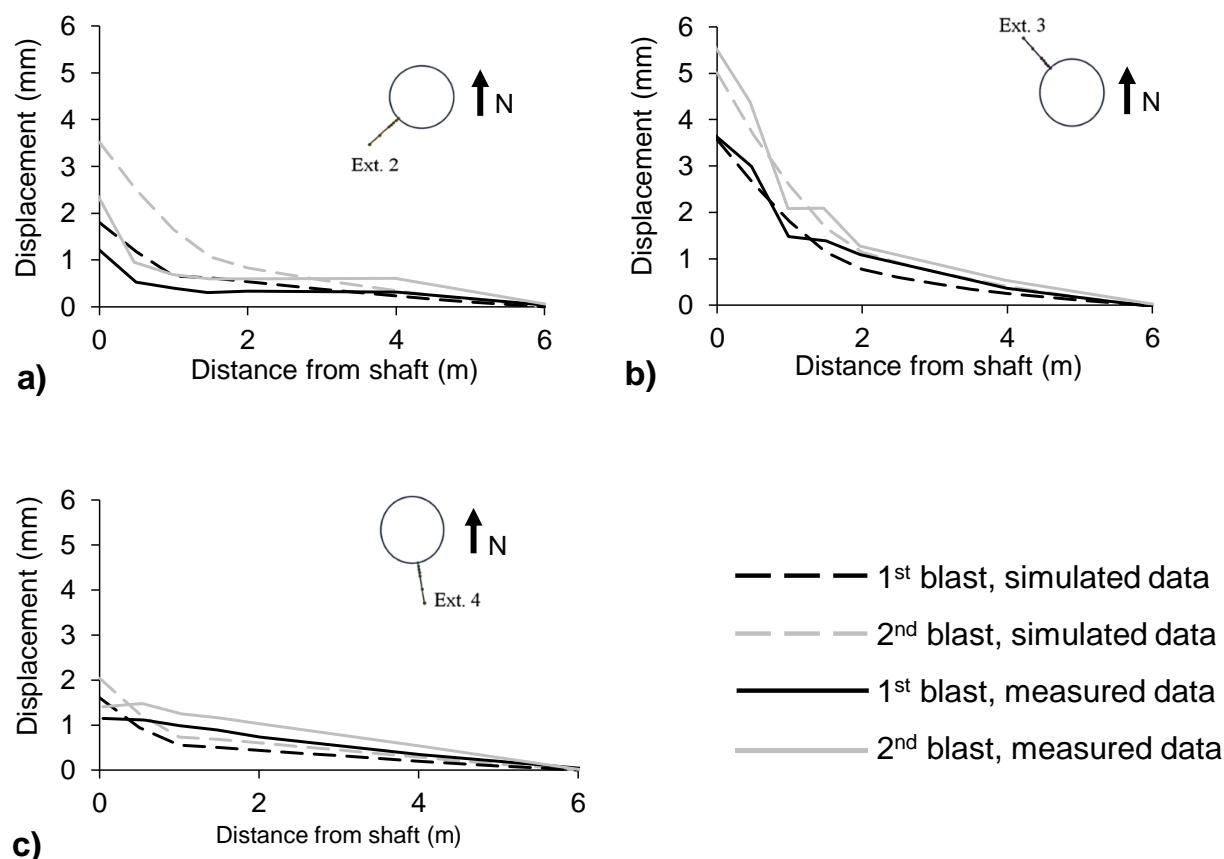 6
5
4
3
2
1
0
Displacement (mm)
N
Ext. 2
0 2 4 6
Distance from shaft (m)
a)
6
5
4
3
2
1
0
Displacement (mm)
Ext. 3
N
0 2 4 6
Distance from shaft (m)
b)
6
5
4
3
2
1
0
Displacement (mm)
N
Ext. 4
0 2 4 6
Distance from shaft (m)
c)
1st blast, simulated data
2nd blast, simulated data
1st blast, measured data
2nd blast, measured data